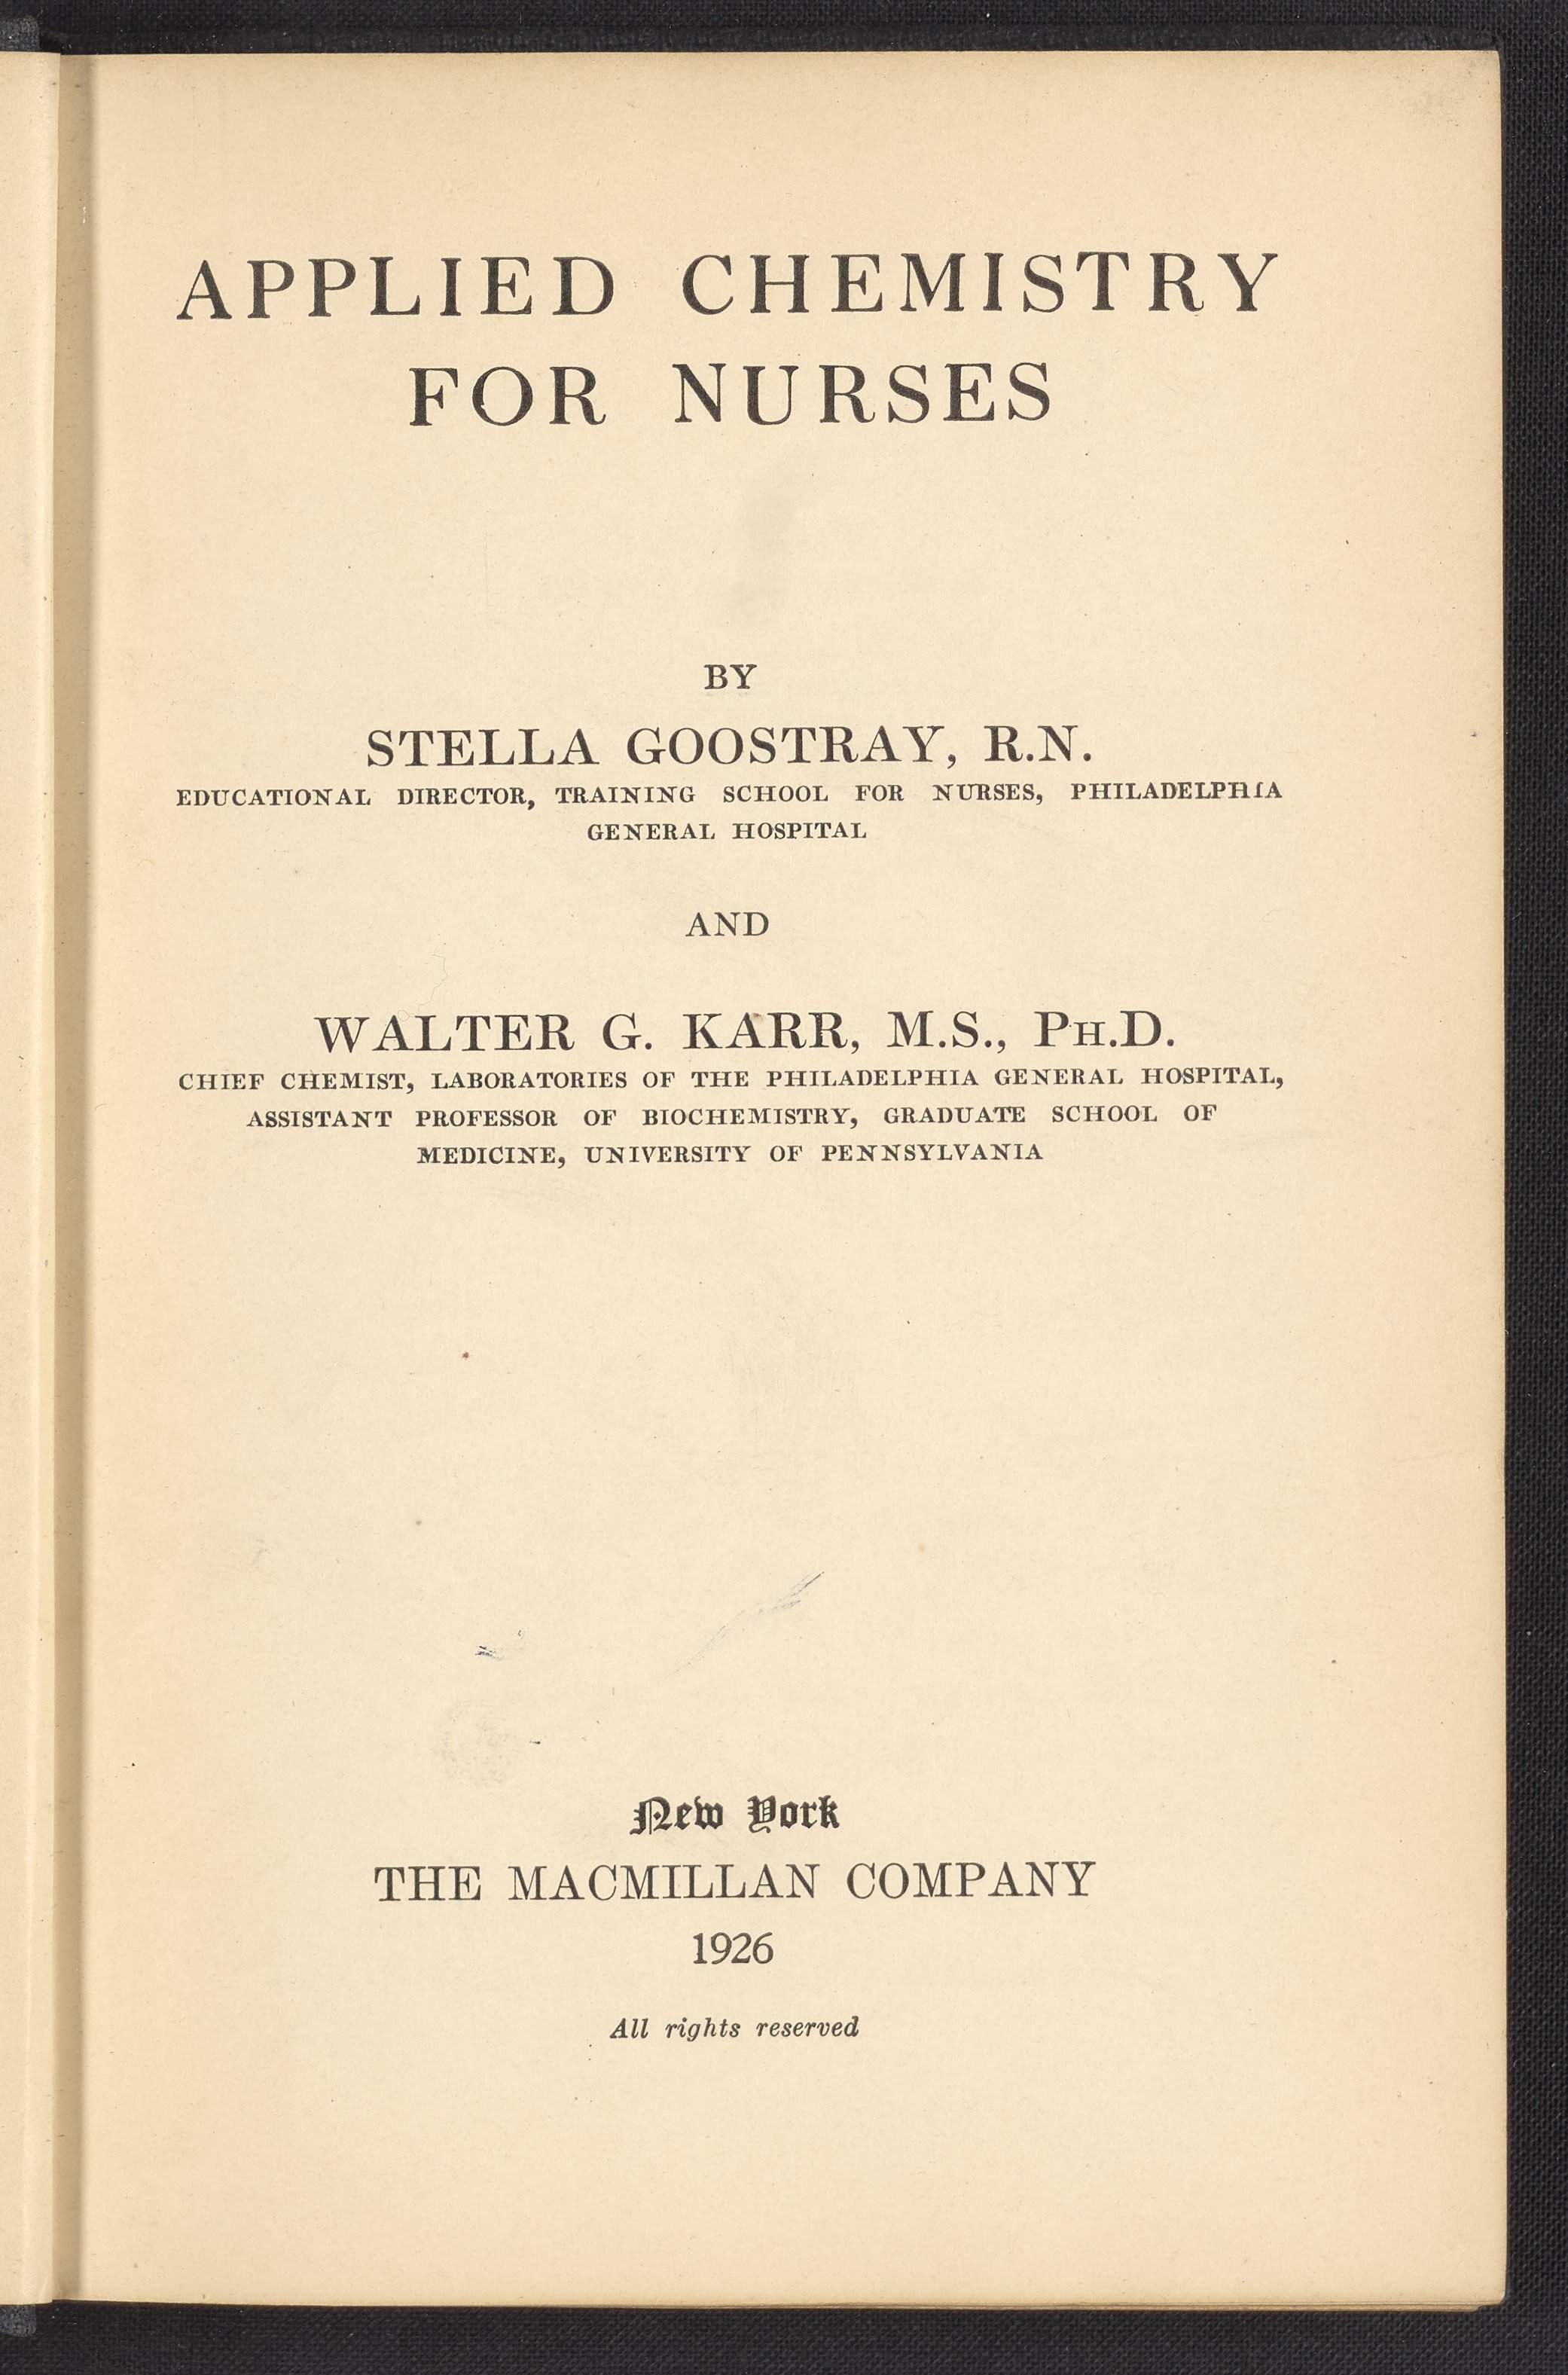 APPLIED CHEMISTRY
FOR NURSES
BY
STELLA GOOSTRAY, R.N.
EDUCATIONAL DIRECTOR, TRAINING SCHOOL FOR NURSES, PHILADELPHIA
GENERAL HOSPITAL
AND
WALTER G. KARR, M.S., PH.D.
CHIEF CHEMIST, LABORATORIES OF THE PHILADELPHIA GENERAL HOSPITAL,
ASSISTANT PROFESSOR OF BIOCHEMISTRY, GRADUATE SCHOOL OF
MEDICINE, UNIVERSITY OF PENNSYLVANIA
New York
THE MACMILLAN COMPANY
1926
All rights reserved